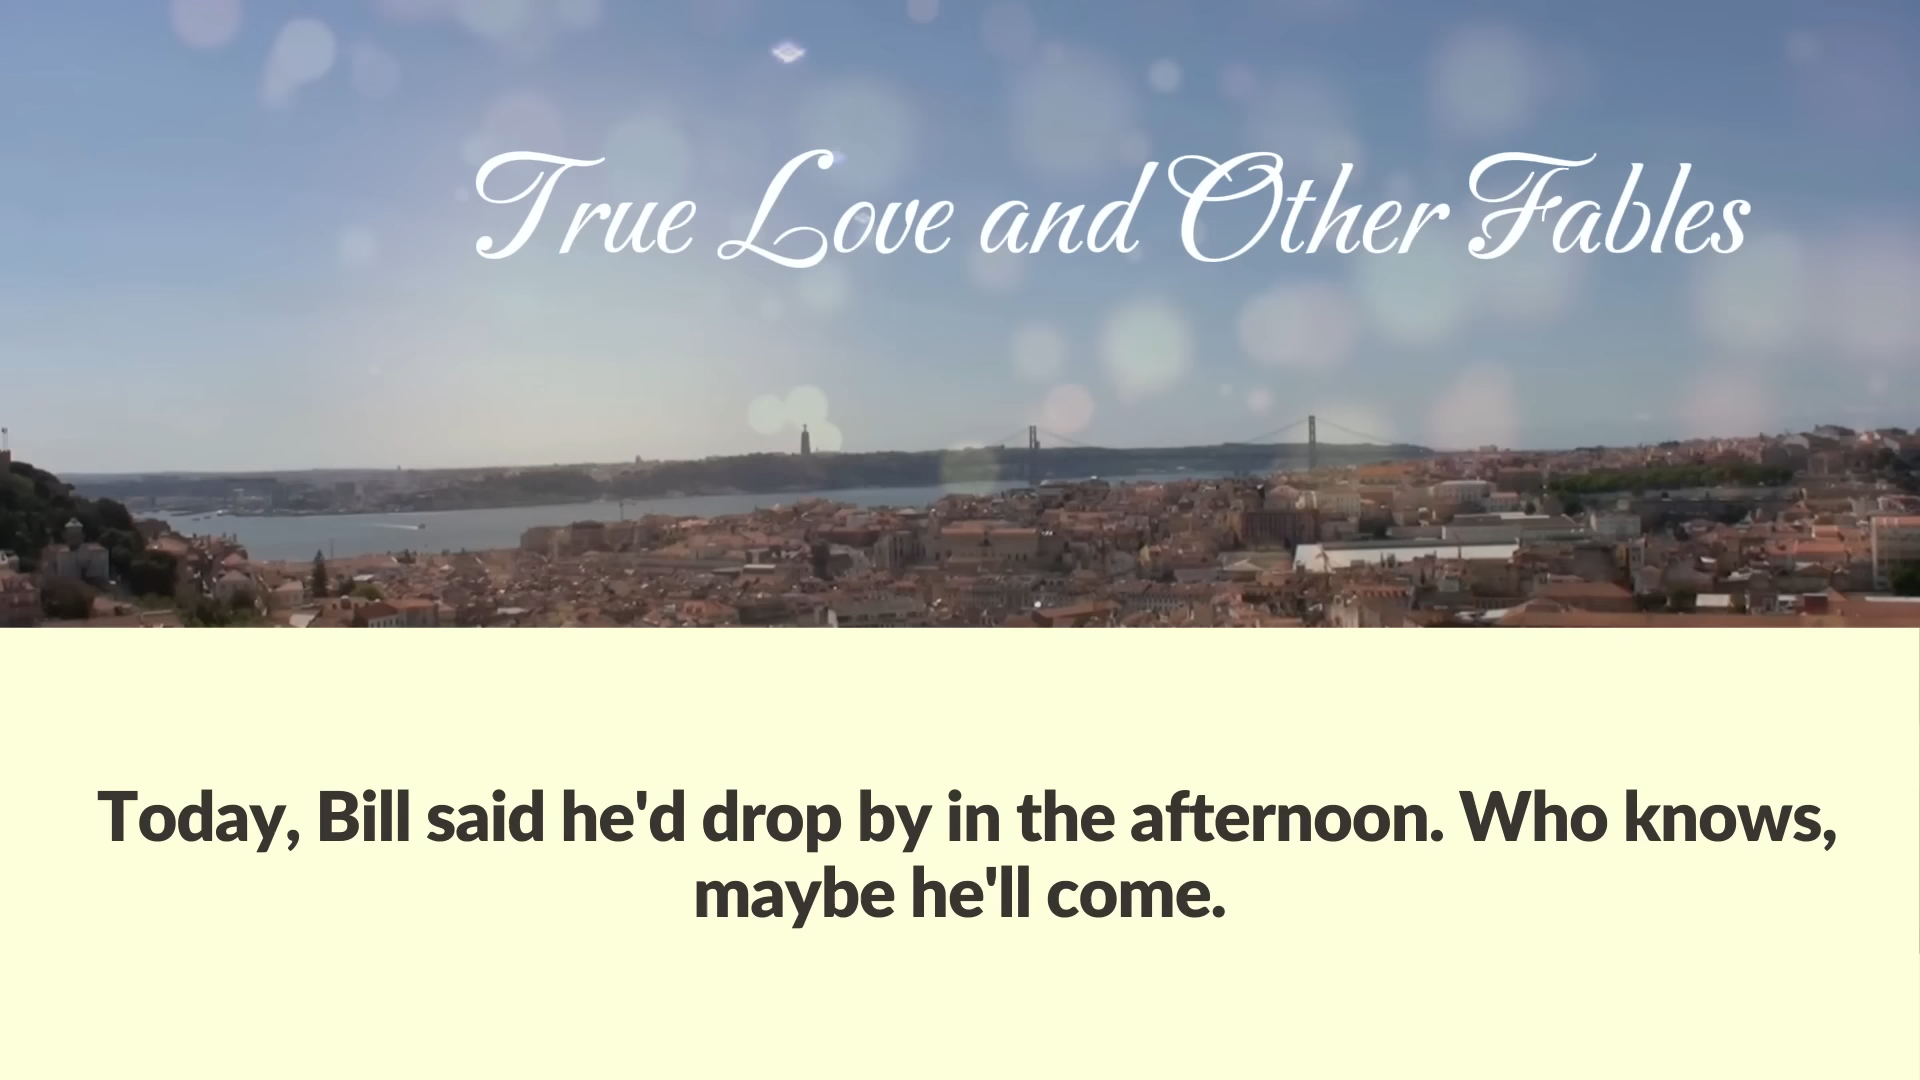 True Love and Other Fables
Today, Bill said he'd drop by in the afternoon. Who knows,
maybe he'll come.